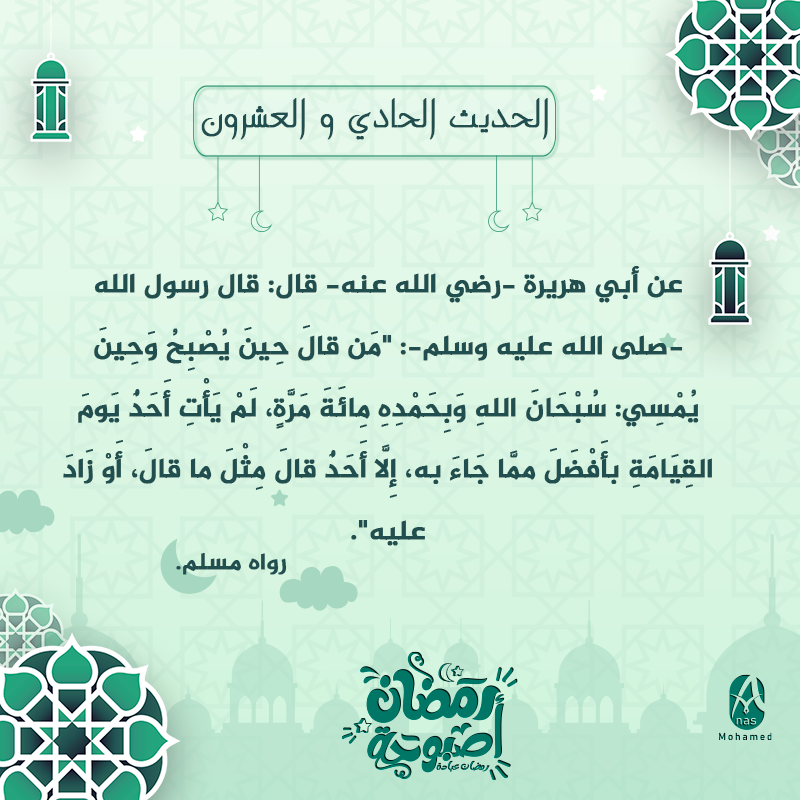 الحديث الحادي و العشرون
عن أبي هريرة -رضي الله عنه- قال: قال رسول الله
-صلى الله عليه وسلم-: "مَن قالَ حِينَ يُصْبِحُ وَحِينَ
يُمْسِي: سُبْحَانَ اللهِ وَبِحَمْدِهِ مِائَةَ مَرَّةٍ، لَمْ يَأْتِ أَحَدٌ يَومَ
القِيَامَةِ بأَفْضَلَ ممَّا جَاءَ به، إِلَّا أَحَدٌ قالَ مِثْلَ ما قالَ، أَوْ زَادَ
عليه".
رواه مسلم.
رمضان
أصبوحة
رمضان عبادة
Anas
Mohamed